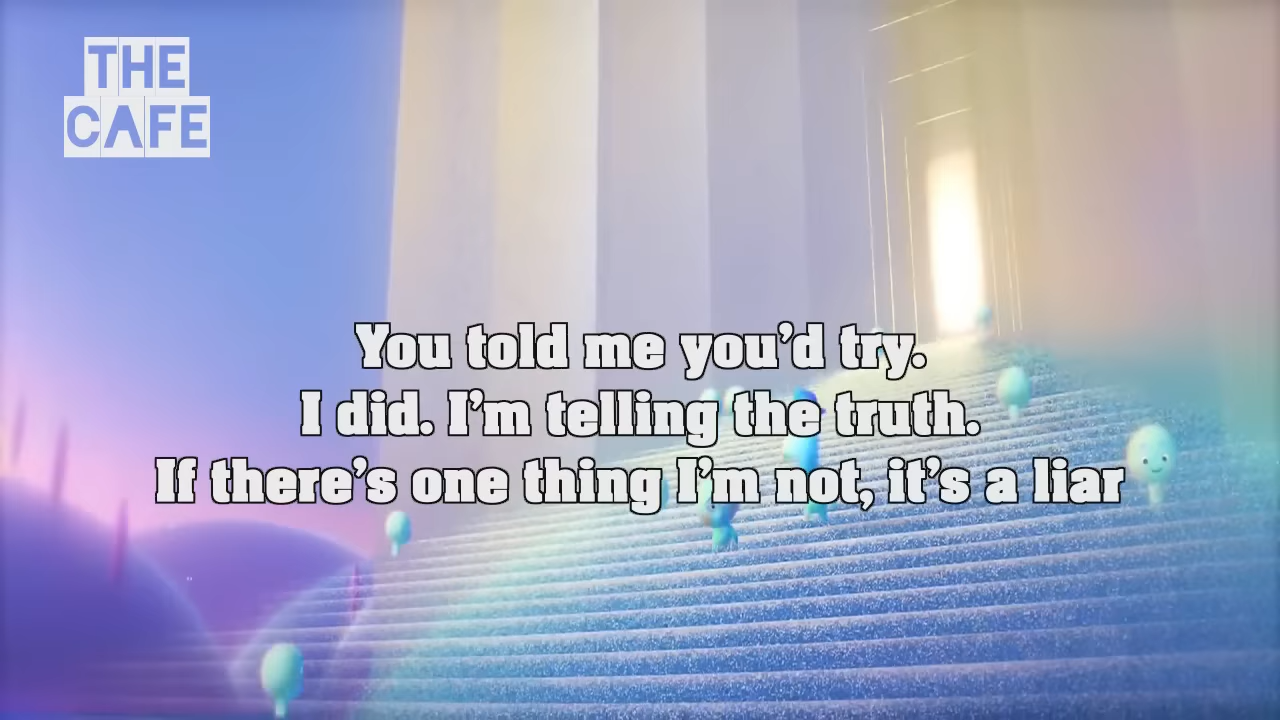 THE
CAFE
You told me you’d try.
I did. I’m telling the truth.
If there’s one thing I’m not, it’s a liar